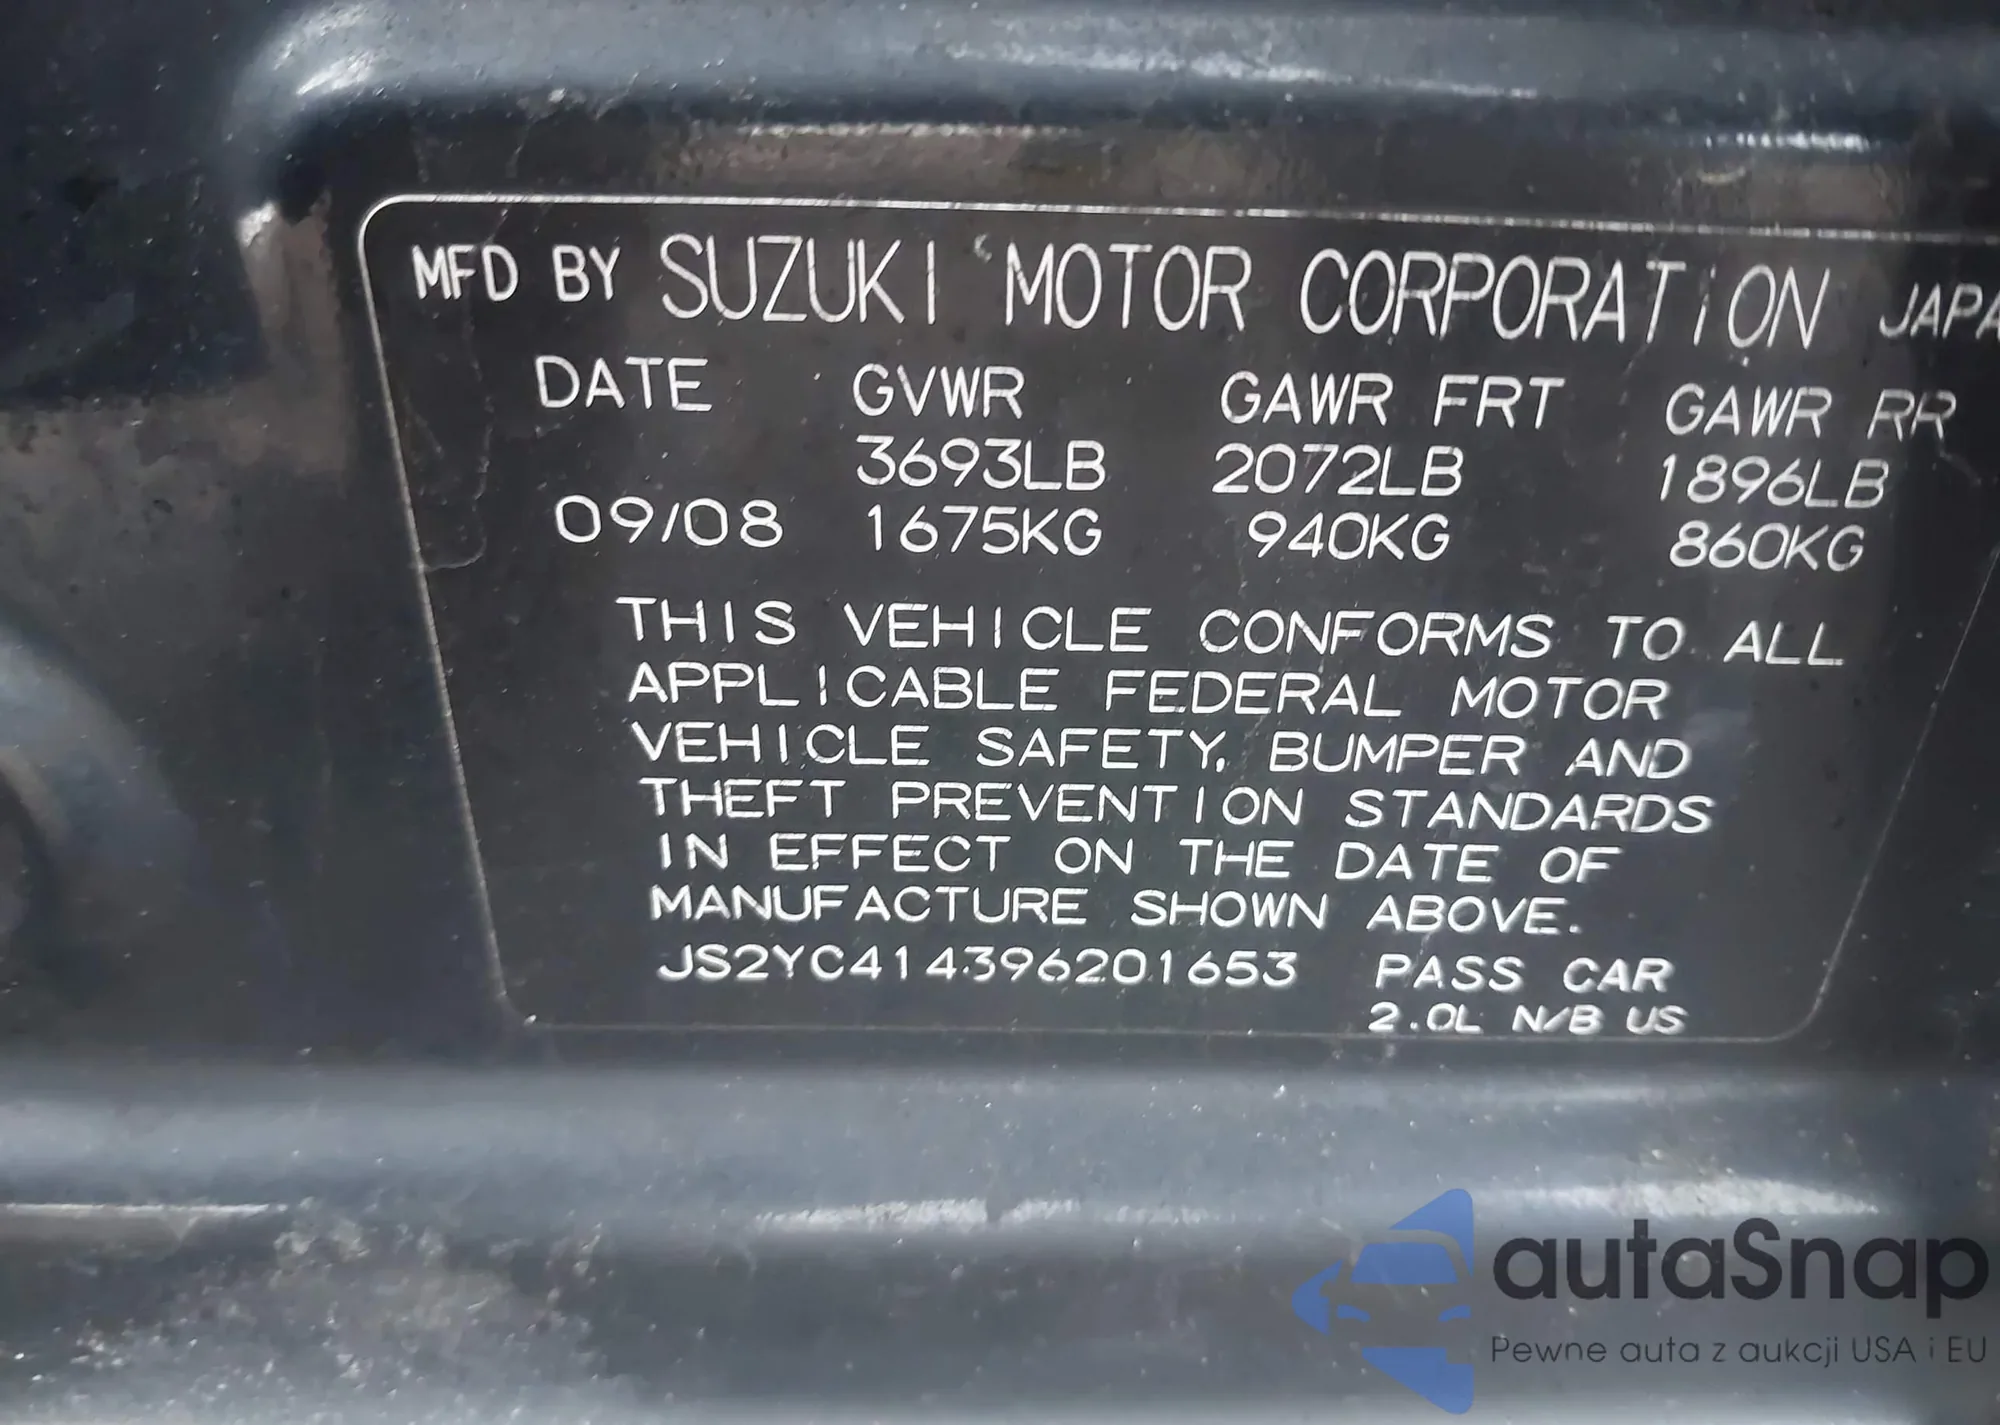 MFD BY SUZUKI MOTOR CORPORATION JAPA
DATE GVWR GAWR FRT GAWR RR
3693LB 2072LB 1896LB
09/08 1675KG 940KG 860KG
THIS VEHICLE CONFORMS TO ALL
APPLICABLE FEDERAL MOTOR
VEHICLE SAFETY, BUMPER AND
THEFT PREVENTION STANDARDS
IN EFFECT ON THE DATE OF
MANUFACTURE SHOWN ABOVE.
JS2YC414396201653 PASS CAR
2.0L N/B US
autaSnap
Pewne auta z aukcji USA i EU